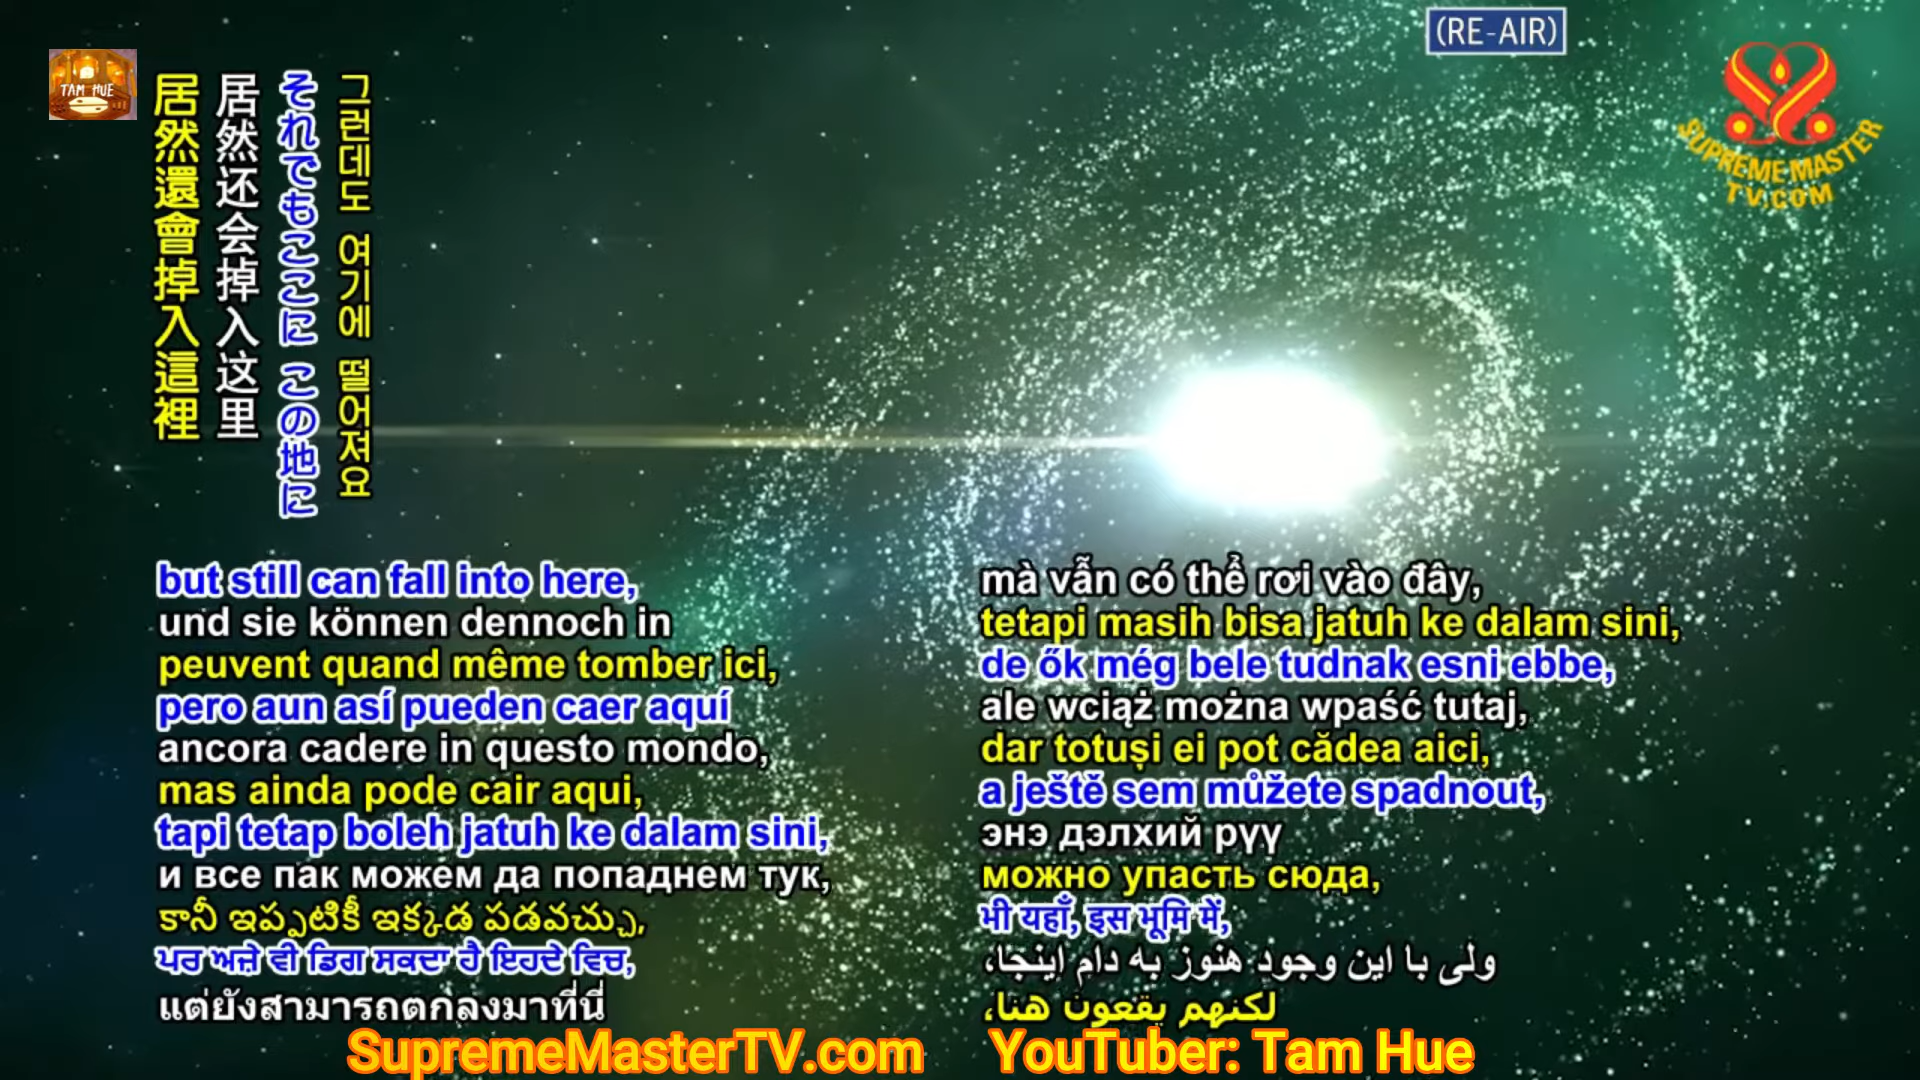 (RE-AIR)
TAM HUE
SUPREME MASTER
TV.COM
居然還會掉入這裡
居然还会掉入这里
それでもここに この地に
그런데도 여기에 떨어져요
but still can fall into here,
und sie können dennoch in
peuvent quand même tomber ici,
pero aun así pueden caer aquí
ancora cadere in questo mondo,
mas ainda pode cair aqui,
tapi tetap boleh jatuh ke dalam sini,
и все пак можем да попаднем тук,
కానీ ఇప్పటికీ ఇక్కడ పడవచ్చు,
ਪਰ ਅਜੇ ਵੀ ਡਿਗ ਸਕਦਾ ਹੈ ਇਹਦੇ ਵਿਚ,
แต่ยังสามารถตกลงมาที่นี่
mà vẫn có thể rơi vào đây,
tetapi masih bisa jatuh ke dalam sini,
de ők még bele tudnak esni ebbe,
ale wciąż można wpaść tutaj,
dar totuși ei pot cădea aici,
a ještě sem můžete spadnout,
энэ дэлхий рүү
можно упасть сюда,
भी यहाँ, इस भूमि में,
ولی با این وجود هنوز به دام اینجا،
لكنهم يقعون هنا،
SupremeMasterTV.com
YouTuber: Tam Hue